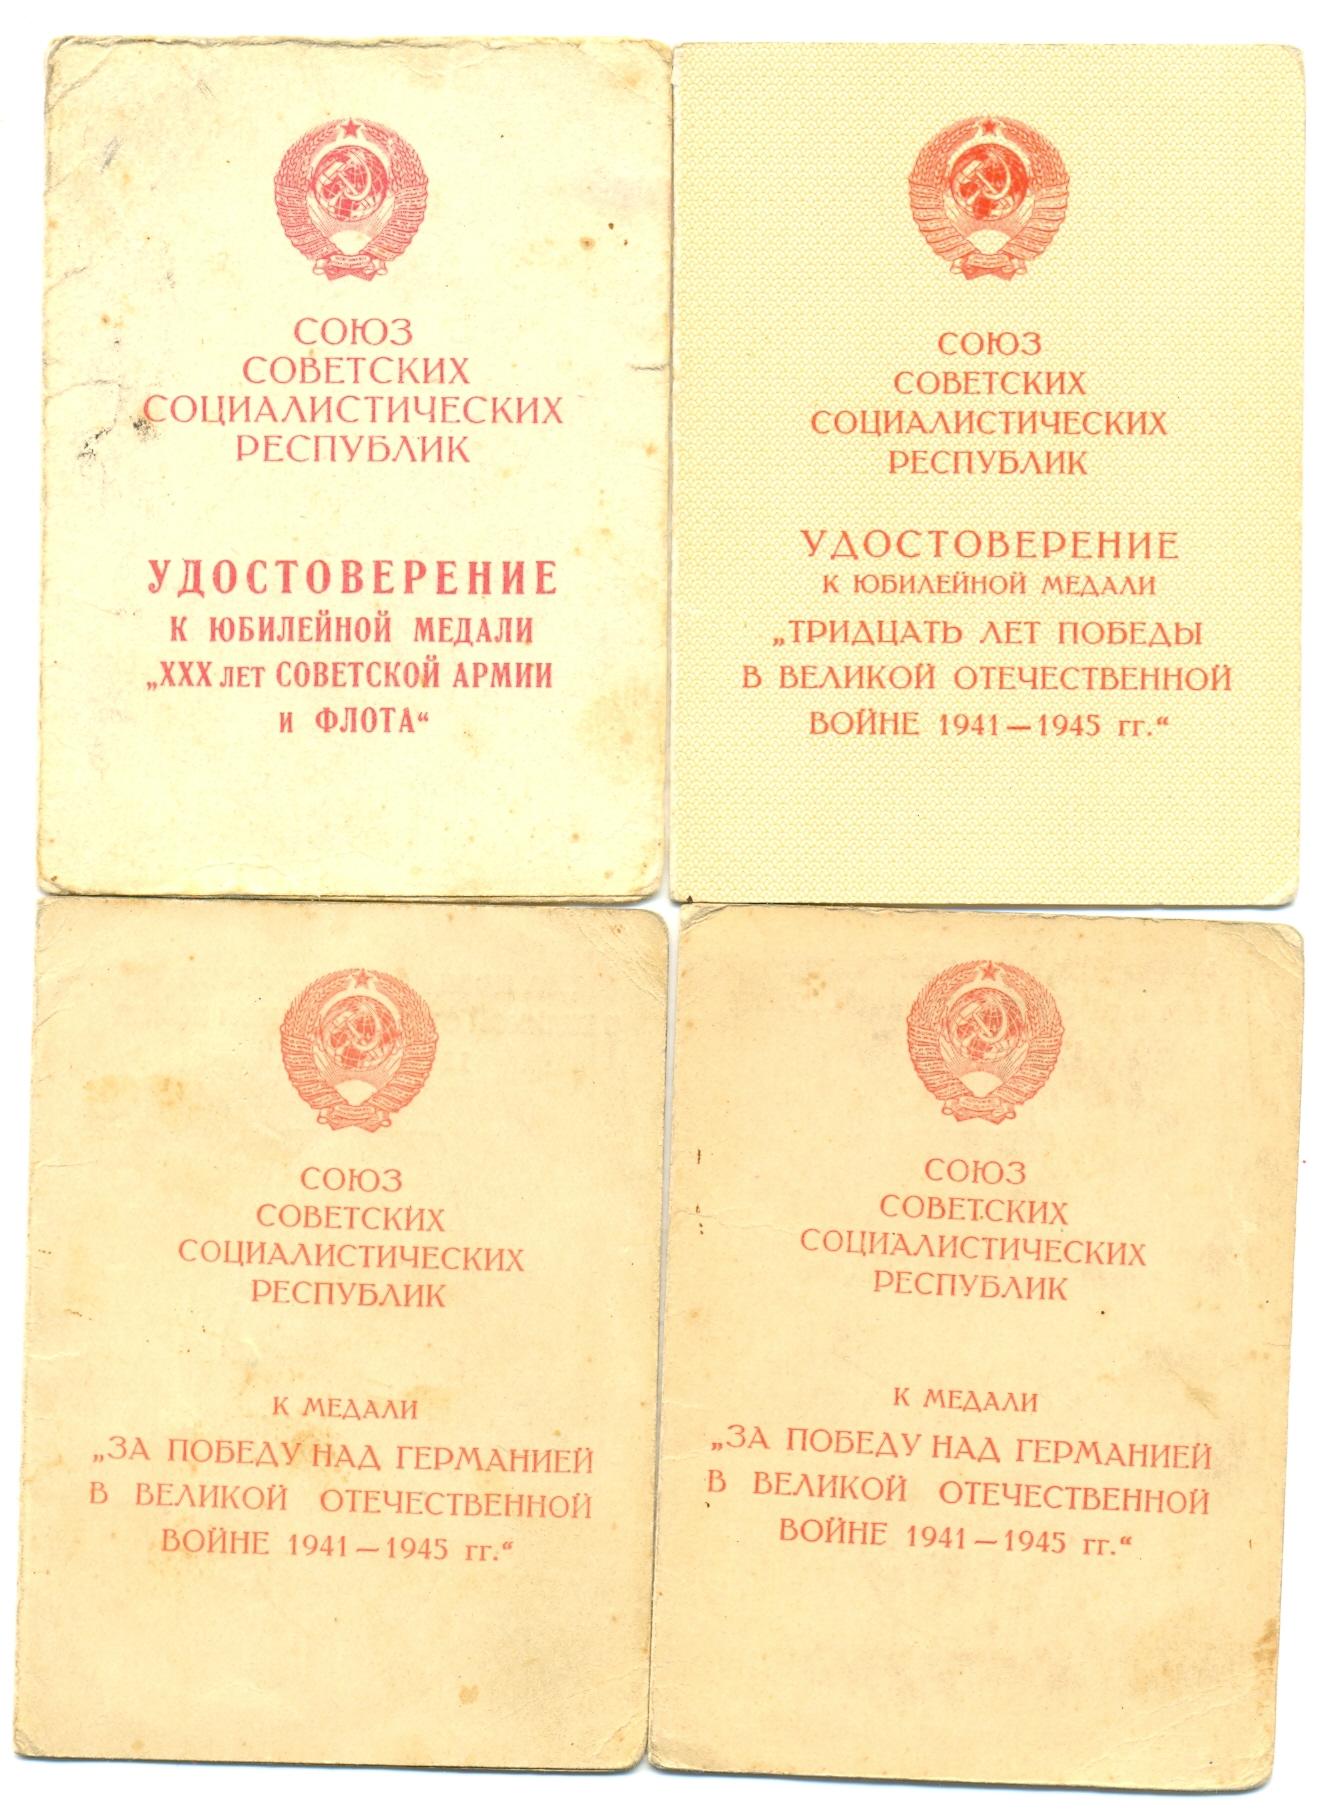 СОЮЗ
СОВЕТСКИХ
СОЦИАЛИСТИЧЕСКИХ
РЕСПУБЛИК
УДОСТОВЕРЕНИЕ
К ЮБИЛЕЙНОЙ МЕДАЛИ
„XXX ЛЕТ СОВЕТСКОЙ АРМИИ
И ФЛОТА“
СОЮЗ
СОВЕТСКИХ
СОЦИАЛИСТИЧЕСКИХ
РЕСПУБЛИК
УДОСТОВЕРЕНИЕ
К ЮБИЛЕЙНОЙ МЕДАЛИ
„ТРИДЦАТЬ ЛЕТ ПОБЕДЫ
В ВЕЛИКОЙ ОТЕЧЕСТВЕННОЙ
ВОЙНЕ 1941—1945 гг.“
СОЮЗ
СОВЕТСКИХ
СОЦИАЛИСТИЧЕСКИХ
РЕСПУБЛИК
К МЕДАЛИ
„ЗА ПОБЕДУ НАД ГЕРМАНИЕЙ
В ВЕЛИКОЙ ОТЕЧЕСТВЕННОЙ
ВОЙНЕ 1941—1945 гг.“
СОЮЗ
СОВЕТСКИХ
СОЦИАЛИСТИЧЕСКИХ
РЕСПУБЛИК
К МЕДАЛИ
„ЗА ПОБЕДУ НАД ГЕРМАНИЕЙ
В ВЕЛИКОЙ ОТЕЧЕСТВЕННОЙ
ВОЙНЕ 1941—1945 гг.“